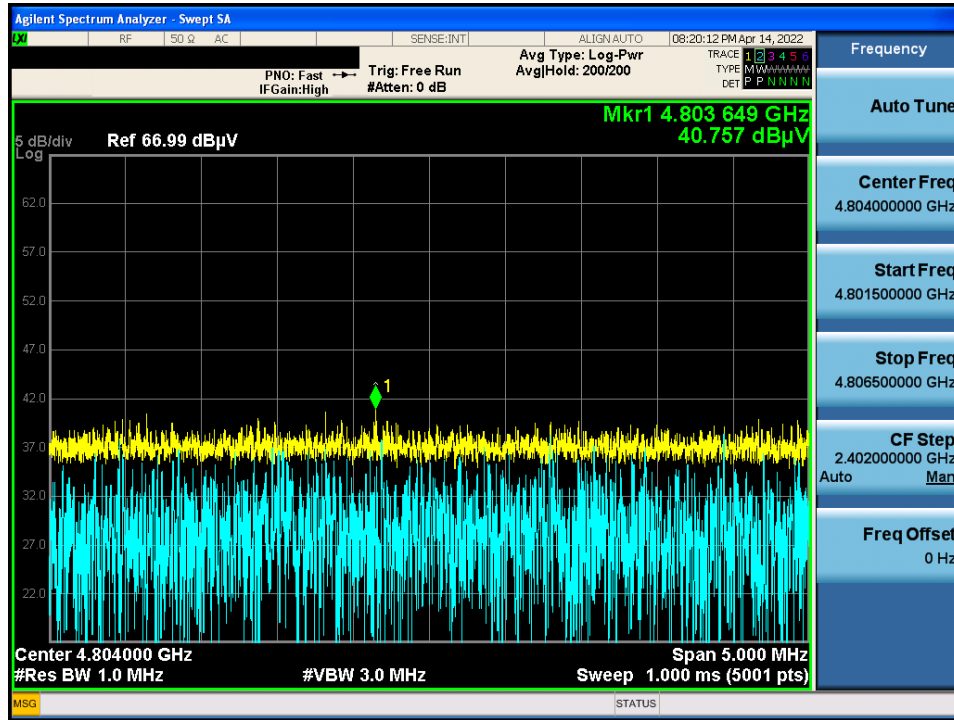 Agilent Spectrum Analyzer - Swept SA
LXI RF 50 Ω AC SENSE:INT ALIGN AUTO 08:20:12 PM Apr 14, 2022
PNO: Fast
IFGain:High
Trig: Free Run
#Atten: 0 dB
Avg Type: Log-Pwr
Avg|Hold: 200/200
TRACE 1 2 3 4 5 6
TYPE M W W W W W
DET P P N N N N
Mkr1 4.803 649 GHz
40.757 dBµV
5 dB/div Ref 66.99 dBµV
Log
62.0
57.0
52.0
47.0
42.0
37.0
32.0
27.0
22.0
1
Center 4.804000 GHz Span 5.000 MHz
#Res BW 1.0 MHz #VBW 3.0 MHz Sweep 1.000 ms (5001 pts)
MSG STATUS
Frequency
Auto Tune
Center Freq
4.804000000 GHz
Start Freq
4.801500000 GHz
Stop Freq
4.806500000 GHz
CF Step
2.402000000 GHz
Auto Man
Freq Offset
0 Hz